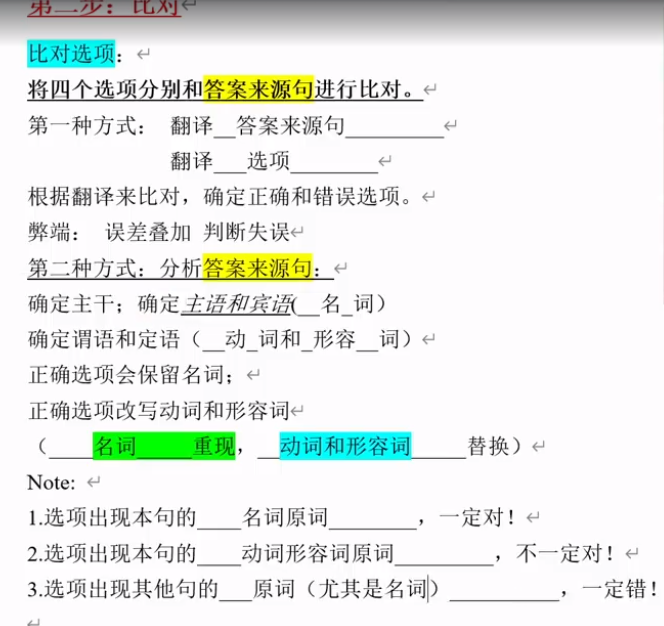 第二步：比对
比对选项：
将四个选项分别和答案来源句进行比对。
第一种方式： 翻译__答案来源句_________
翻译___选项________
根据翻译来比对，确定正确和错误选项。
弊端： 误差叠加 判断失误
第二种方式：分析答案来源句：
确定主干；确定主语和宾语(__名_词）
确定谓语和定语（__动_词和_形容__词）
正确选项会保留名词；
正确选项改写动词和形容词
（____名词_____重现，__动词和形容词_____替换）
Note:
1.选项出现本句的____名词原词________，一定对！
2.选项出现本句的____动词形容词原词_________，不一定对！
3.选项出现其他句的___原词（尤其是名词）__________，一定错！